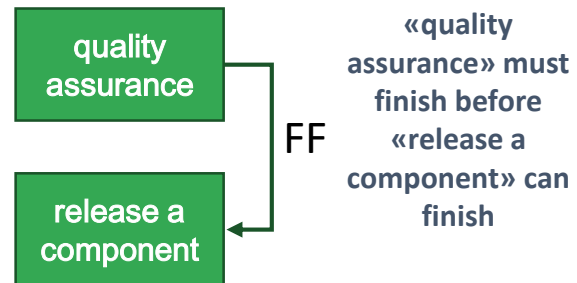 quality
assurance
FF
release a
component
«quality
assurance» must
finish before
«release a
component» can
finish